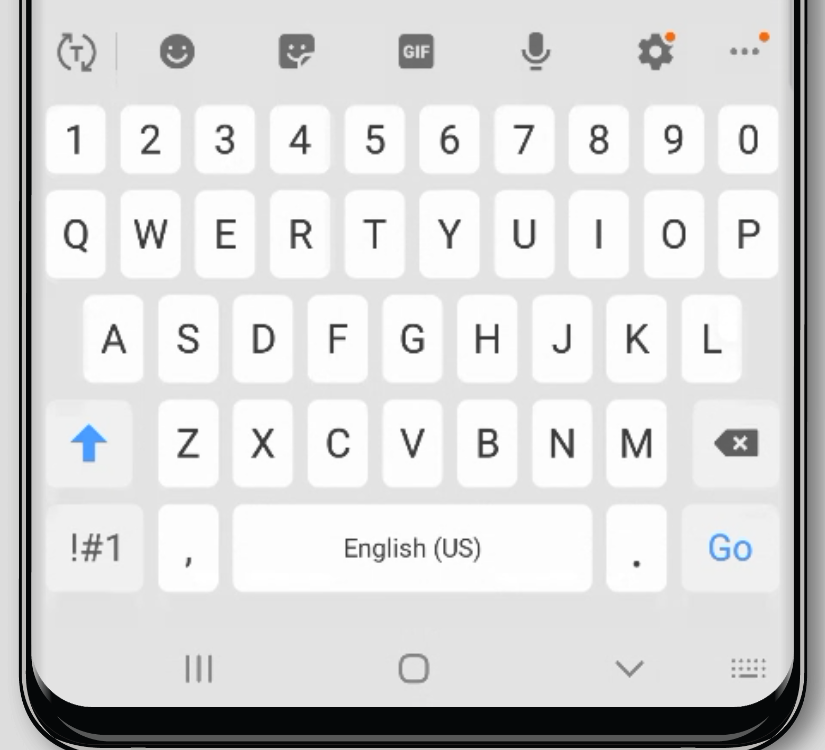 T GIF
1 2 3 4 5 6 7 8 9 0
Q W E R T Y U I O P
A S D F G H J K L
Z X C V B N M
!#1 , English (US) . Go